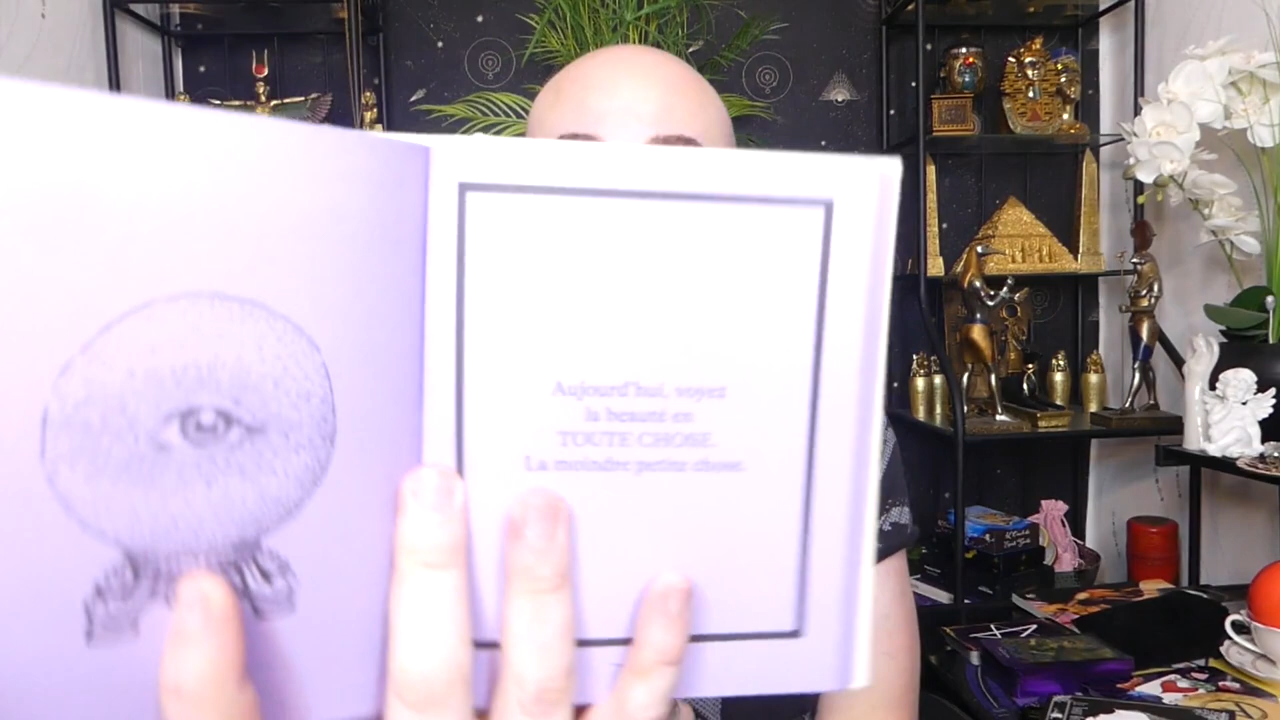 Aujourd'hui, voyez
la beauté en
TOUTE CHOSE.
La moindre petite chose.